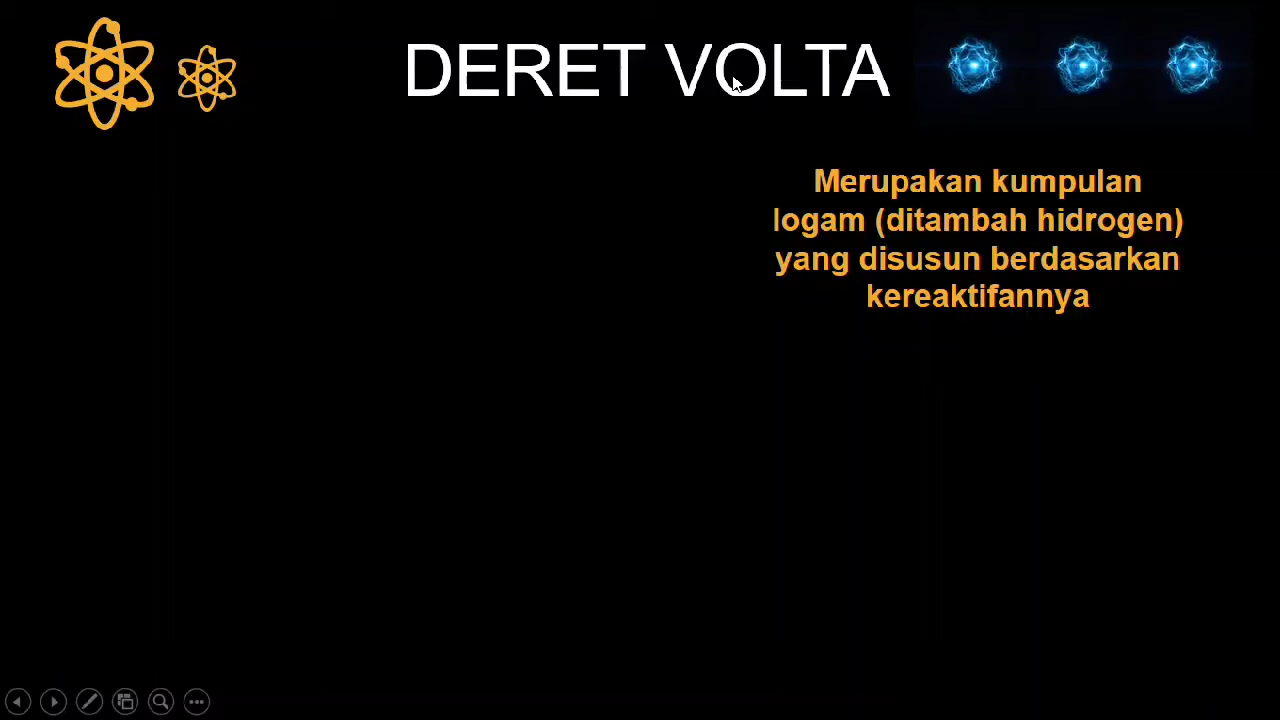 DERET VOLTA
Merupakan kumpulan
logam (ditambah hidrogen)
yang disusun berdasarkan
kereaktifannya